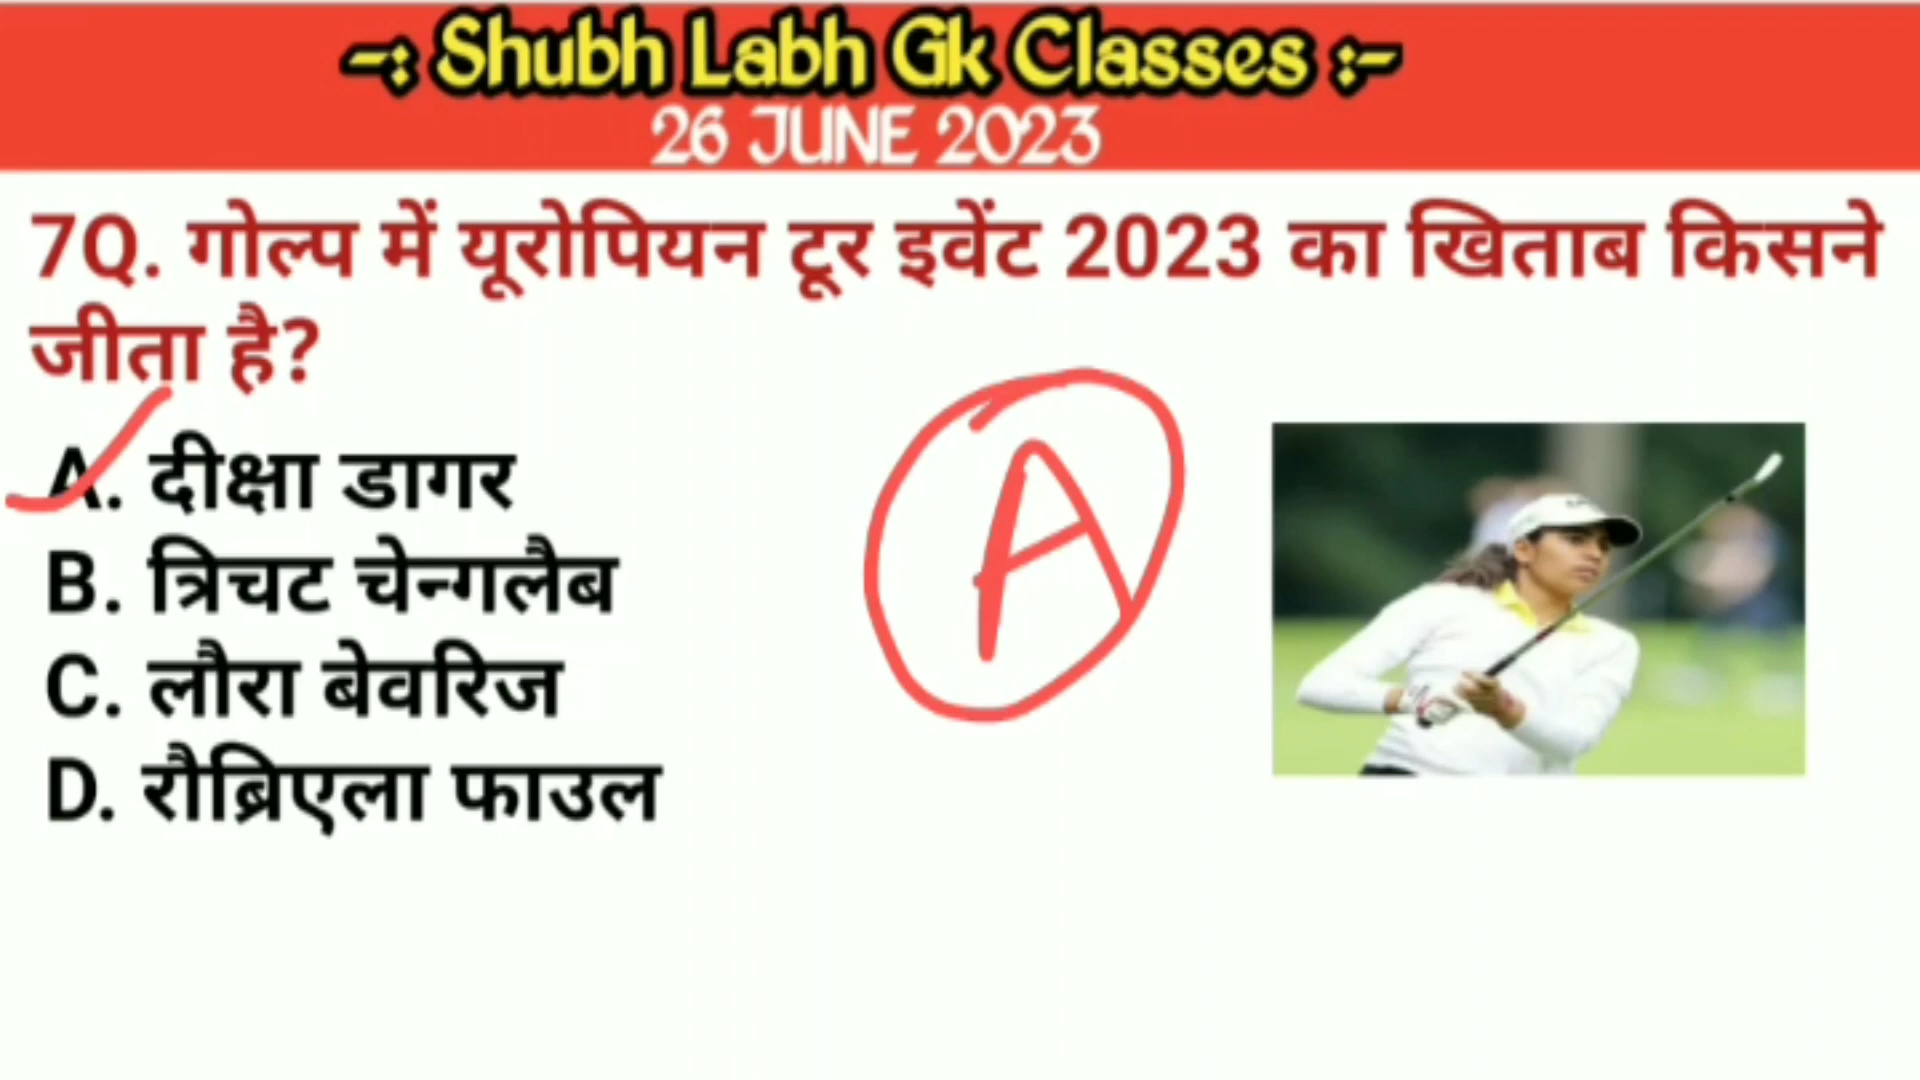 -: Shubh Labh Gk Classes :-
26 JUNE 2023
7Q. गोल्प में यूरोपियन टूर इवेंट 2023 का खिताब किसने
जीता है?
A. दीक्षा डागर
B. त्रिचट चेन्गलैब
C. लौरा बेवरिज
D. रौब्रिएला फाउल
A